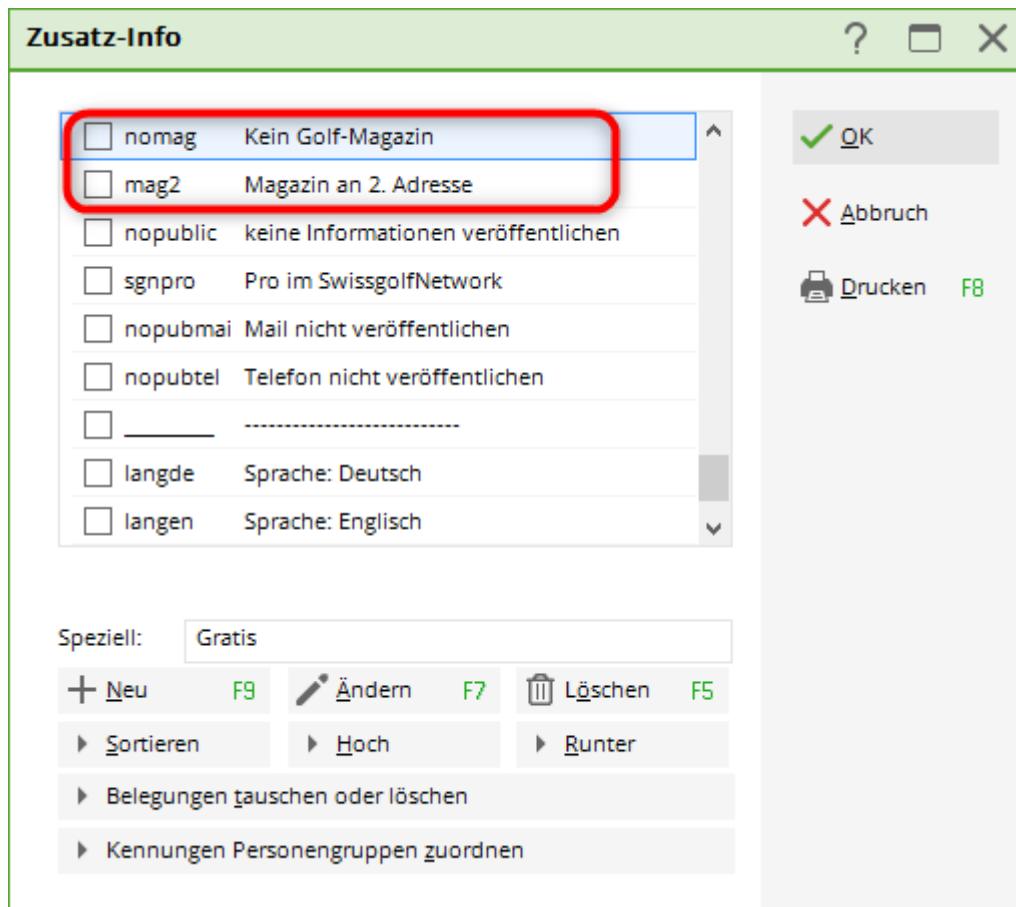 Zusatz-Info
nomag Kein Golf-Magazin
mag2 Magazin an 2. Adresse
nopublic keine Informationen veröffentlichen
sgnpro Pro im SwissgolfNetwork
nopubmai Mail nicht veröffentlichen
nopubtel Telefon nicht veröffentlichen
_________ ---------------------------
langde Sprache: Deutsch
langen Sprache: Englisch
OK
Abbruch
Drucken F8
Speziell: Gratis
Neu F9 Ändern F7 Löschen F5
Sortieren Hoch Runter
Belegungen tauschen oder löschen
Kennungen Personengruppen zuordnen